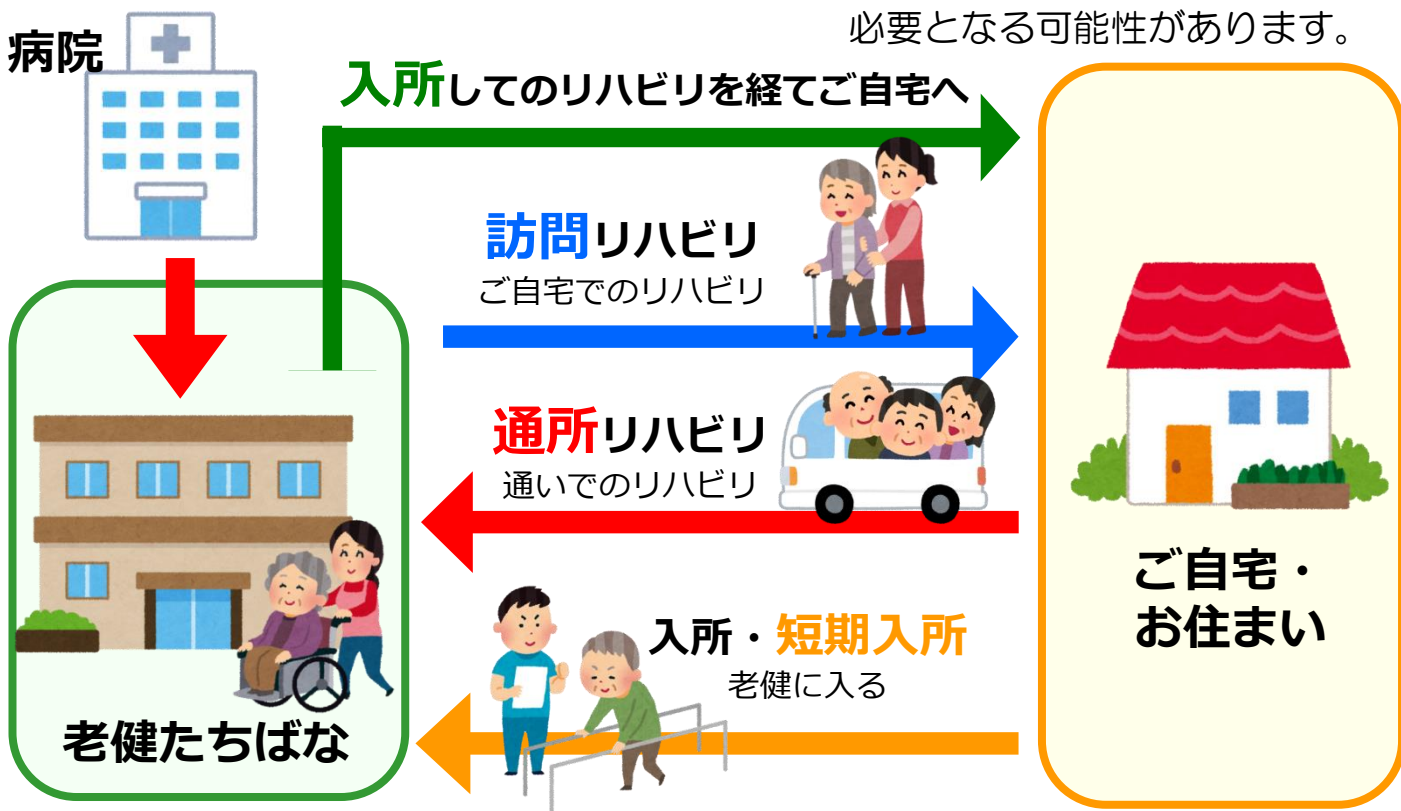 必要となる可能性があります。
病院
入所してのリハビリを経てご自宅へ
訪問リハビリ
ご自宅でのリハビリ
通所リハビリ
通いでのリハビリ
入所・短期入所
老健に入る
老健たちばな
ご自宅・
お住まい